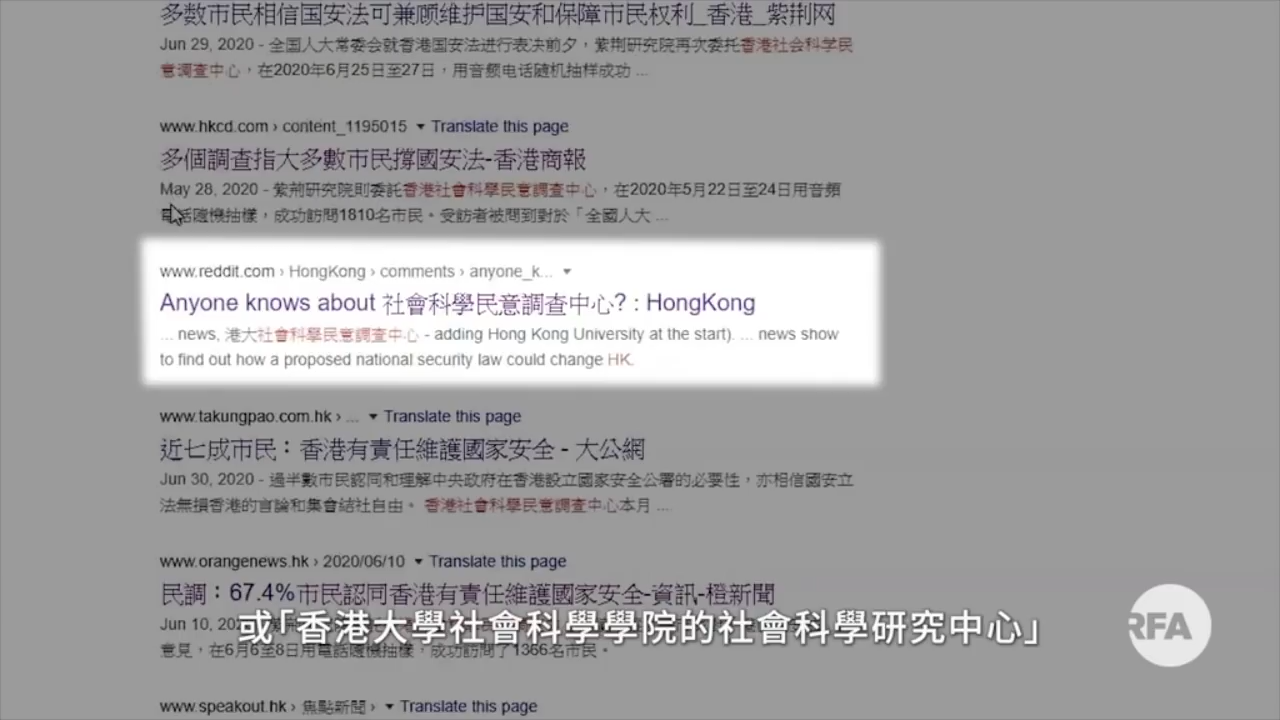 多数市民相信国安法可兼顾维护国安和保障市民权利_香港_紫荆网
Jun 29, 2020 - 全国人大常委会就香港国安法进行表决前夕，紫荆研究院再次委托香港社会科学民
意调查中心，在2020年6月25日至27日，用音频电话随机抽样成功 ...
www.hkcd.com › content_1195015 ▾ Translate this page
多個調查指大多數市民撐國安法-香港商報
May 28, 2020 - 紫荊研究院則委託香港社會科學民意調查中心，在2020年5月22日至24日用音頻
電話隨機抽樣，成功訪問1810名市民。受訪者被問到對於「全國人大 ...
www.reddit.com › HongKong › comments › anyone_k... ▾
Anyone knows about 社會科學民意調查中心? : HongKong
... news, 港大社會科學民意調查中心 - adding Hong Kong University at the start). ... news show
to find out how a proposed national security law could change HK.
www.takungpao.com.hk › ... ▾ Translate this page
近七成市民：香港有責任維護國家安全 - 大公網
Jun 30, 2020 - 過半數市民認同和理解中央政府在香港設立國家安全公署的必要性，亦相信國安立
法無損香港的言論和集會結社自由。 香港社會科學民意調查中心本月 ...
www.orangenews.hk › 2020/06/10 ▾ Translate this page
民調：67.4%市民認同香港有責任維護國家安全-資訊-橙新聞
Jun 10, 20
或「香港大學社會科學學院的社會科學研究中心」
意見，在6月6至8日用電話隨機抽樣，成功訪問了1366名市民。
RFA
www.speakout.hk › 焦點新聞 › ▾ Translate this page